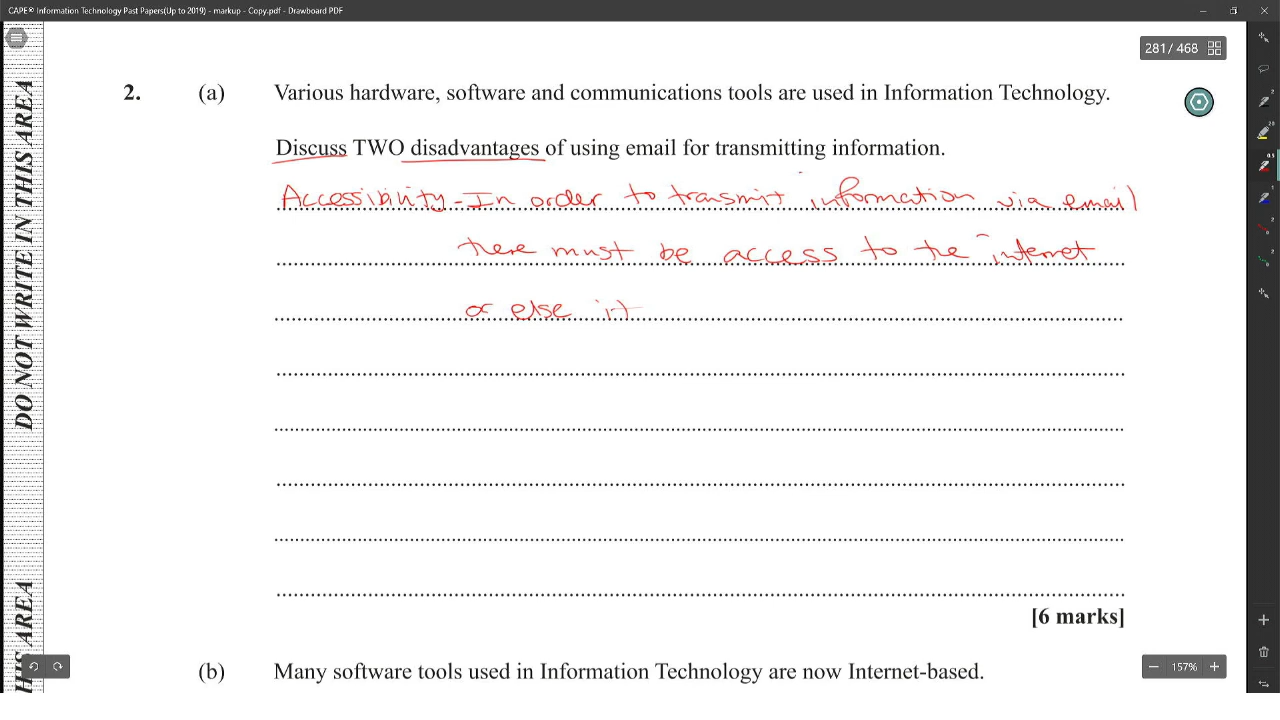 CAPE® Information Technology Past Papers(Up to 2019) - markup - Copy.pdf - Drawboard PDF
281 / 468
DO NOT WRITE IN THIS AREA
2. (a) Various hardware, software and communications tools are used in Information Technology.
Discuss TWO disadvantages of using email for transmitting information.
Accessibility In order to transmit information via email
there must be access to the internet
or else it
[6 marks]
AREA
(b) Many software tools used in Information Technology are now Internet-based.
157%